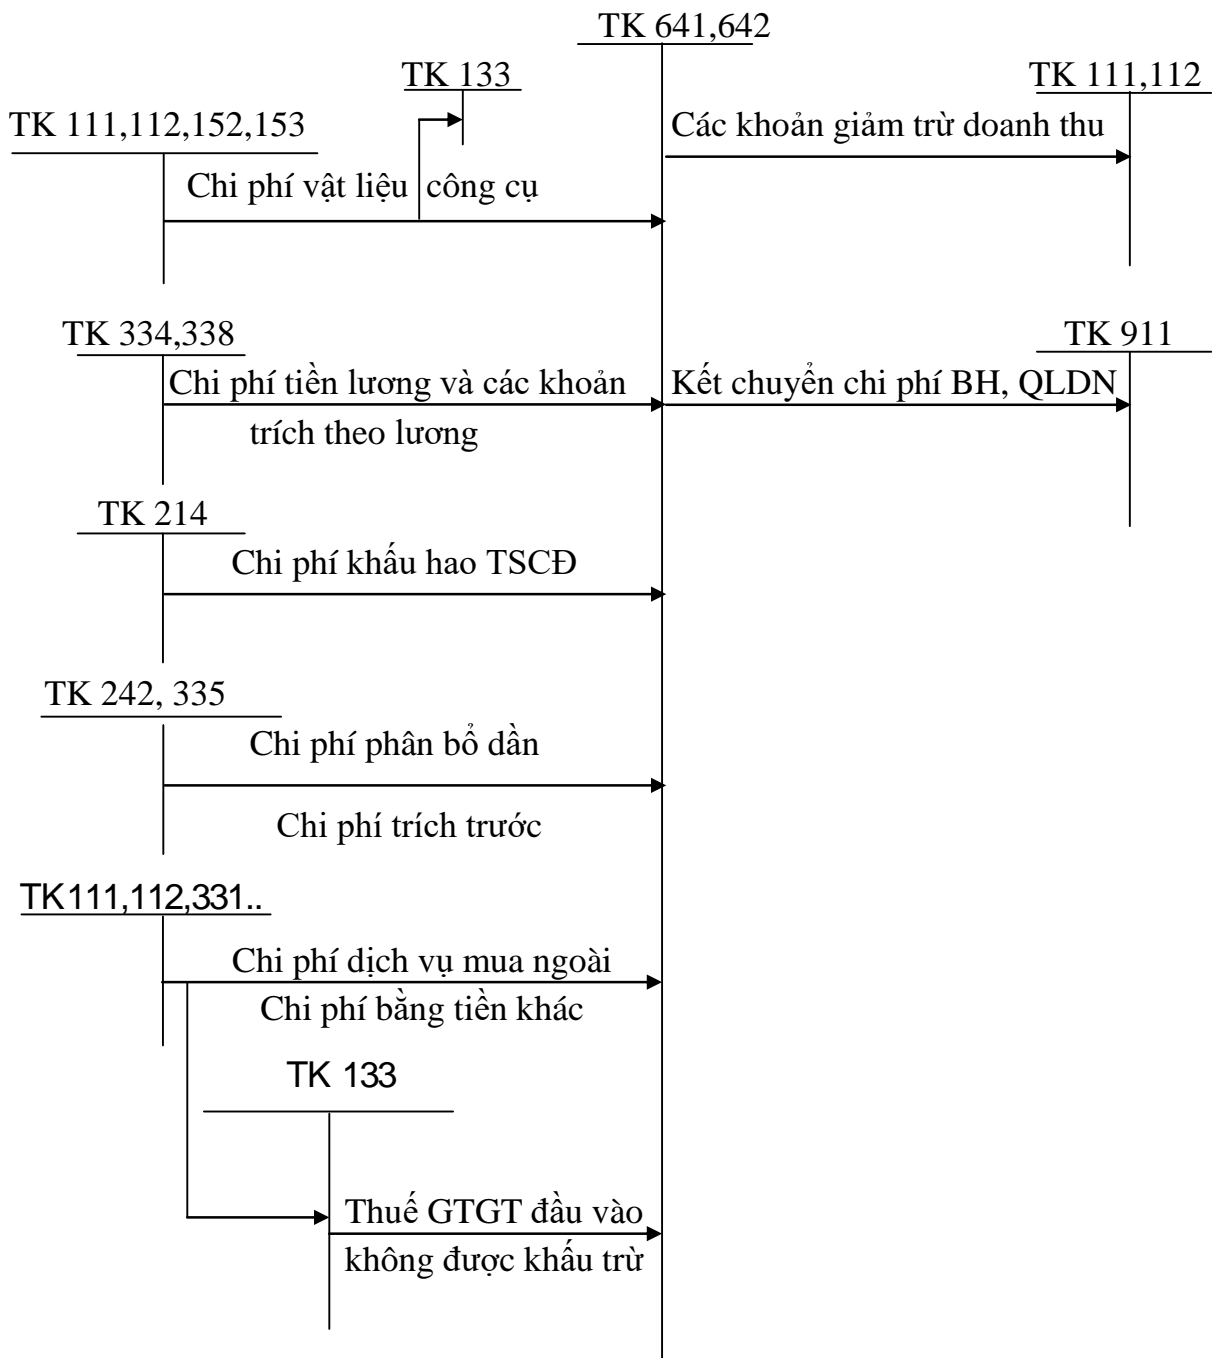 TK 641,642
TK 133
TK 111,112
TK 111,112,152,153
Các khoản giảm trừ doanh thu
Chi phí vật liệu công cụ
TK 334,338
TK 911
Chi phí tiền lương và các khoản
trích theo lương
Kết chuyển chi phí BH, QLDN
TK 214
Chi phí khấu hao TSCĐ
TK 242, 335
Chi phí phân bổ dần
Chi phí trích trước
TK111,112,331..
Chi phí dịch vụ mua ngoài
Chi phí bằng tiền khác
TK 133
Thuế GTGT đầu vào
không được khấu trừ